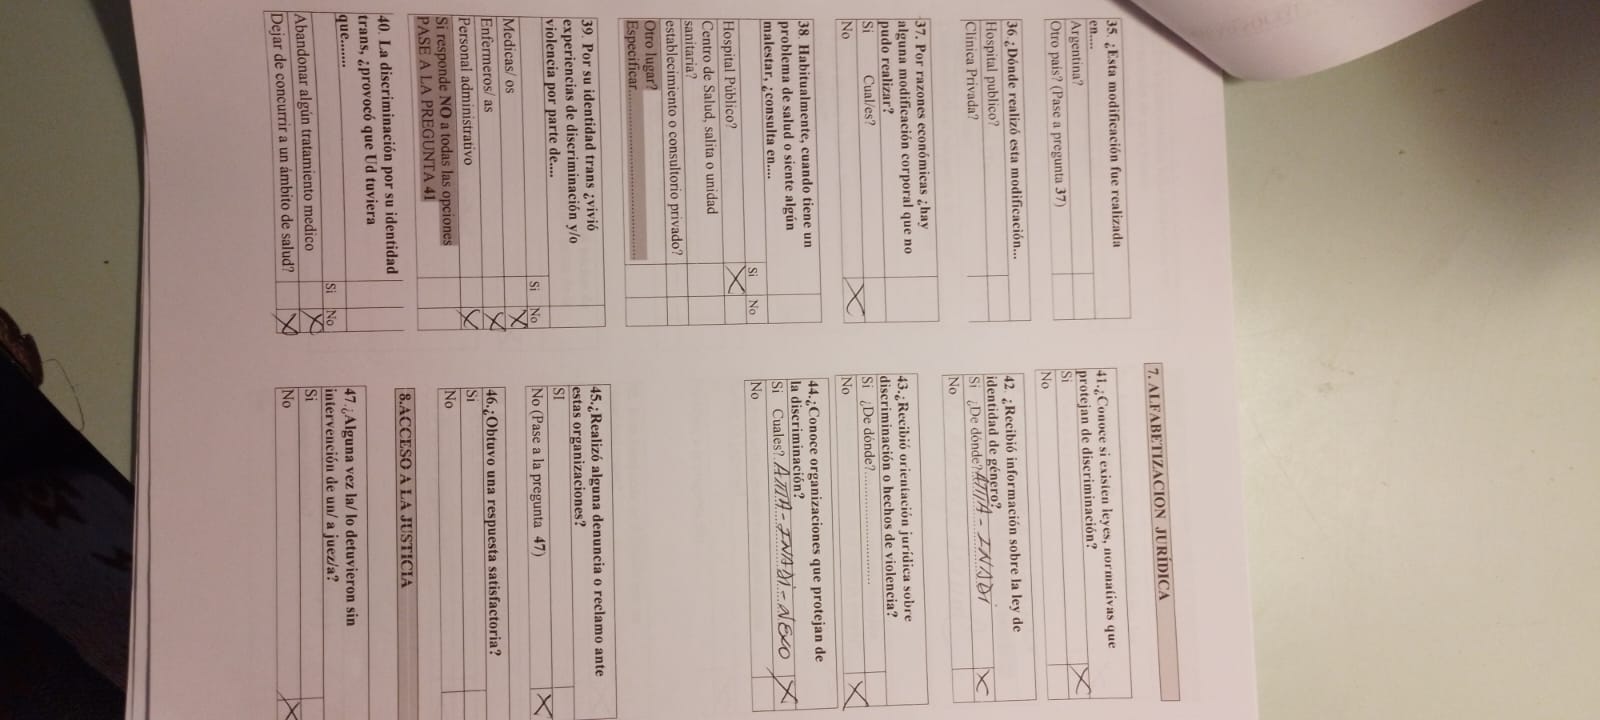 35. ¿Esta modificación fue realizada
en....
Argentina?
Otro país? (Pase a pregunta 37)
36.¿Dónde realizó esta modificación...
Hospital publico?
Clínica Privada?
37. Por razones económicas ¿hay
alguna modificación corporal que no
pudo realizar?
Si Cual/es?
No X
38. Habitualmente, cuando tiene un
problema de salud o siente algún
malestar, ¿consulta en....
Si No
Hospital Público? X
Centro de Salud, salita o unidad
sanitaria?
establecimiento o consultorio privado?
Otro lugar?
Especificar...........................................
39. Por su identidad trans ¿vivió
experiencias de discriminación y/o
violencia por parte de....
Si No
Medicas/ os X
Enfermeros/ as X
Personal administrativo X
Si responde NO a todas las opciones
PASE A LA PREGUNTA 41
40. La discriminación por su identidad
trans, ¿provocó que Ud tuviera
que.......
Si No
Abandonar algún tratamiento medico X
Dejar de concurrir a un ámbito de salud? X
7. ALFABETIZACION JURÍDICA
41.¿Conoce si existen leyes, normativas que
protejan de discriminación?
Si X
No
42. ¿Recibió información sobre la ley de
identidad de género?
Si ¿De dónde? ATTTA - INADI X
No
43.¿Recibió orientación jurídica sobre
discriminación o hechos de violencia?
Si ¿De dónde?..............................
No X
44.¿Conoce organizaciones que protejan de
la discriminación?
Si Cuales? ATTTA - INADI - NEXO X
No
45.¿Realizó alguna denuncia o reclamo ante
estas organizaciones?
SI
No (Pase a la pregunta 47) X
46.¿Obtuvo una respuesta satisfactoria?
Si
No
8.ACCESO A LA JUSTICIA
47.¿Alguna vez la/ lo detuvieron sin
intervención de un/ a juez/a?
Si
No X